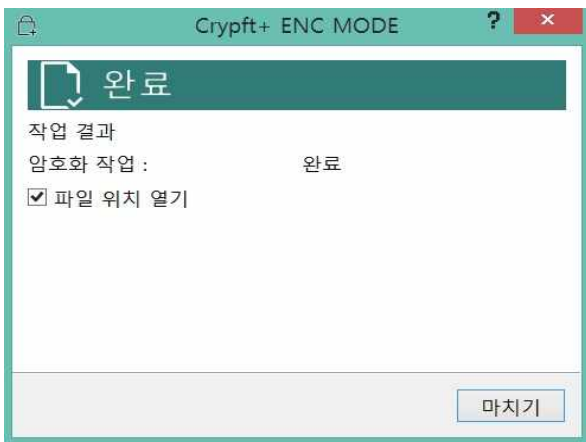 Crypft+ ENC MODE
완료
작업 결과
암호화 작업 : 완료
파일 위치 열기
마치기